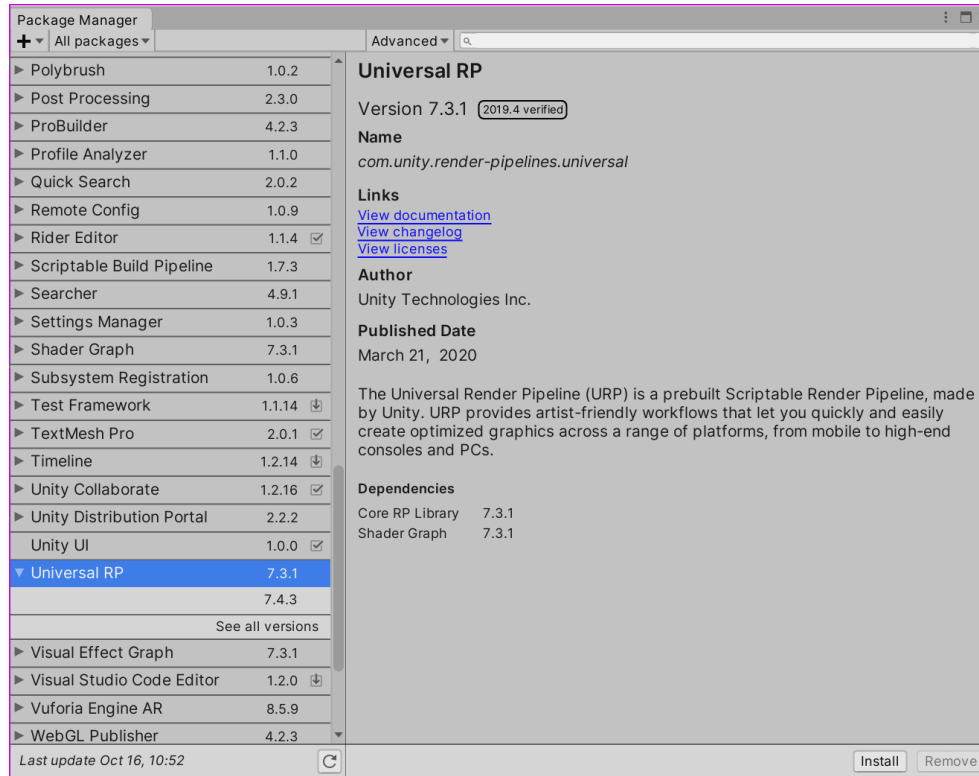 Package Manager
All packages
Advanced
Polybrush 1.0.2
Post Processing 2.3.0
ProBuilder 4.2.3
Profile Analyzer 1.1.0
Quick Search 2.0.2
Remote Config 1.0.9
Rider Editor 1.1.4
Scriptable Build Pipeline 1.7.3
Searcher 4.9.1
Settings Manager 1.0.3
Shader Graph 7.3.1
Subsystem Registration 1.0.6
Test Framework 1.1.14
TextMesh Pro 2.0.1
Timeline 1.2.14
Unity Collaborate 1.2.16
Unity Distribution Portal 2.2.2
Unity UI 1.0.0
Universal RP 7.3.1
7.4.3
See all versions
Visual Effect Graph 7.3.1
Visual Studio Code Editor 1.2.0
Vuforia Engine AR 8.5.9
WebGL Publisher 4.2.3
Last update Oct 16, 10:52
Universal RP
Version 7.3.1 2019.4 verified
Name
com.unity.render-pipelines.universal
Links
View documentation
View changelog
View licenses
Author
Unity Technologies Inc.
Published Date
March 21, 2020
The Universal Render Pipeline (URP) is a prebuilt Scriptable Render Pipeline, made
by Unity. URP provides artist-friendly workflows that let you quickly and easily
create optimized graphics across a range of platforms, from mobile to high-end
consoles and PCs.
Dependencies
Core RP Library 7.3.1
Shader Graph 7.3.1
Install
Remove